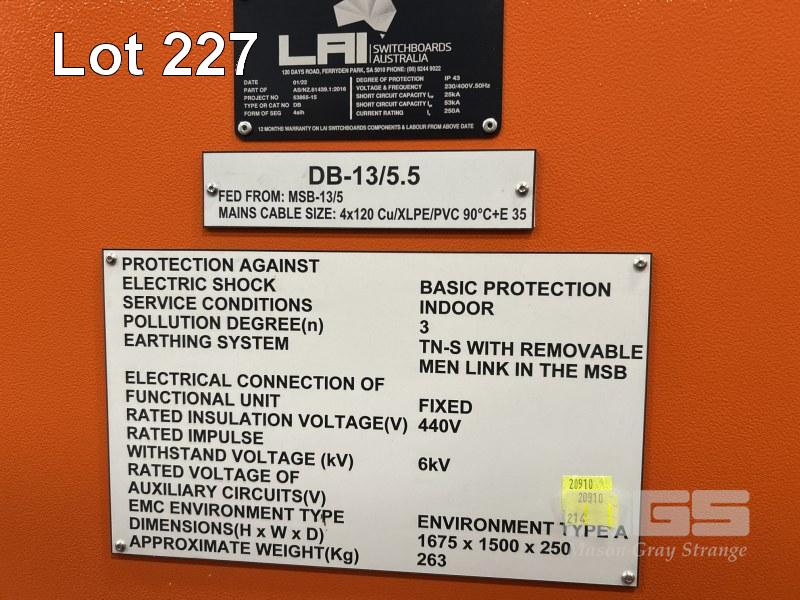 Lot 227
LAI SWITCHBOARDS
AUSTRALIA
120 DAYS ROAD, FERRYDEN PARK, SA 5010 PHONE: (08) 8244 9022
DATE 01/22 DEGREE OF PROTECTION IP 43
PART OF AS/NZ.61439.1:2016 VOLTAGE & FREQUENCY 230/400V.50Hz
PROJECT NO 53865-15 SHORT CIRCUIT CAPACITY 25kA
TYPE OR CAT NO DB SHORT CIRCUIT CAPACITY 53kA
FORM OF SEG 4aih CURRENT RATING 250A
12 MONTHS WARRANTY ON LAI SWITCHBOARDS COMPONENTS & LABOUR FROM ABOVE DATE
DB-13/5.5
FED FROM: MSB-13/5
MAINS CABLE SIZE: 4x120 Cu/XLPE/PVC 90°C+E 35
PROTECTION AGAINST
ELECTRIC SHOCK BASIC PROTECTION
SERVICE CONDITIONS INDOOR
POLLUTION DEGREE(n) 3
EARTHING SYSTEM TN-S WITH REMOVABLE
MEN LINK IN THE MSB
ELECTRICAL CONNECTION OF
FUNCTIONAL UNIT FIXED
RATED INSULATION VOLTAGE(V) 440V
RATED IMPULSE
WITHSTAND VOLTAGE (kV) 6kV
RATED VOLTAGE OF
AUXILIARY CIRCUITS(V)
EMC ENVIRONMENT TYPE ENVIRONMENT TYPE A
DIMENSIONS(H x W x D) 1675 x 1500 x 250
APPROXIMATE WEIGHT(Kg) 263
20910
20910
214
MGS
Mason Gray Strange